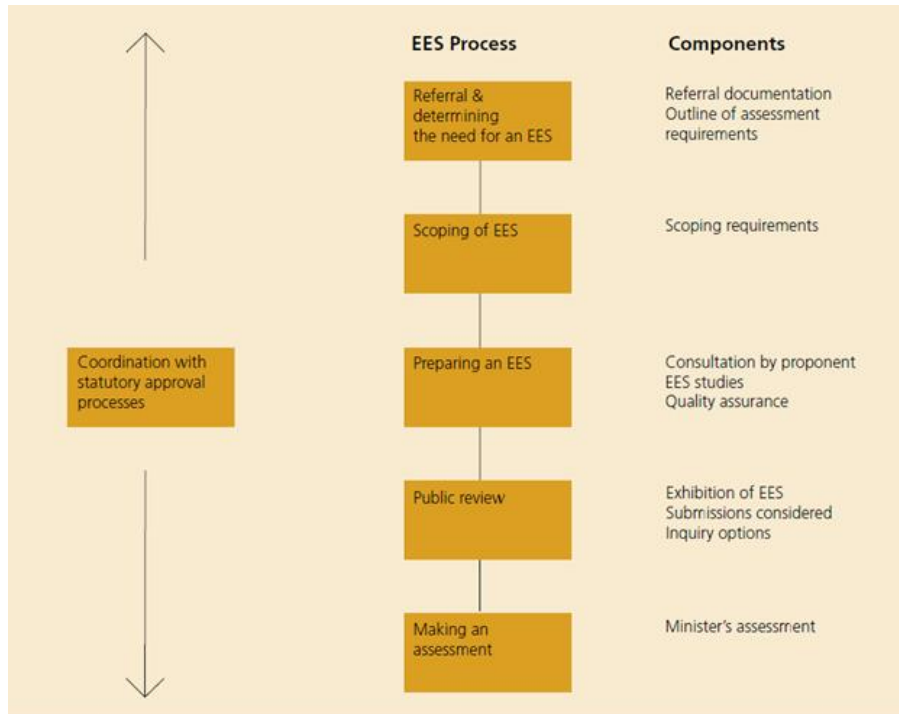 EES Process
Components
Referral &
determining
the need for an EES
Referral documentation
Outline of assessment
requirements
Scoping of EES
Scoping requirements
Coordination with
statutory approval
processes
Preparing an EES
Consultation by proponent
EES studies
Quality assurance
Public review
Exhibition of EES
Submissions considered
Inquiry options
Making an
assessment
Minister's assessment